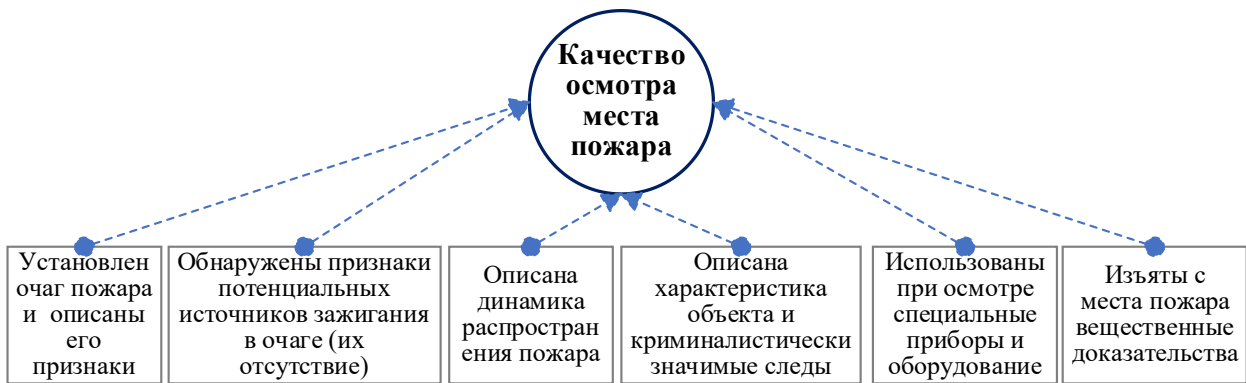 Качество
осмотра
места
пожара
Установлен
очаг пожара
и описаны
его
признаки
Обнаружены признаки
потенциальных
источников зажигания
в очаге (их
отсутствие)
Описана
динамика
распростран
ения пожара
Описана
характеристика
объекта и
криминалистически
значимые следы
Использованы
при осмотре
специальные
приборы и
оборудование
Изъяты с
места пожара
вещественные
доказательства